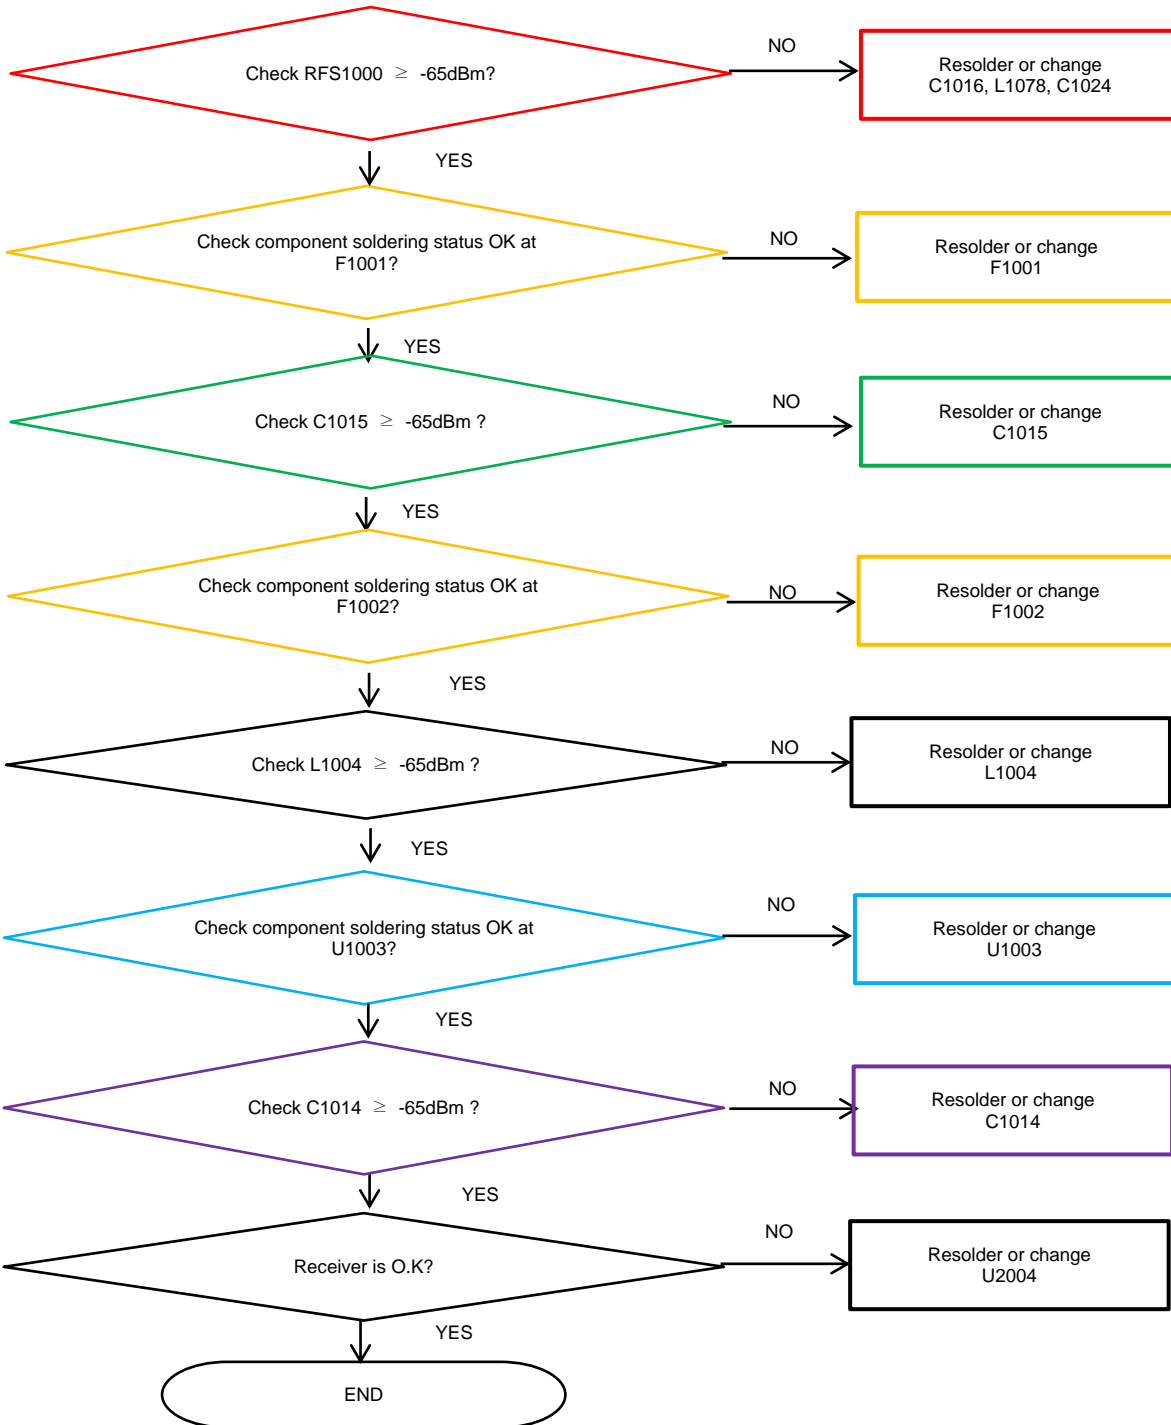 Check RFS1000 ≥ -65dBm?
NO
Resolder or change
C1016, L1078, C1024
YES
Check component soldering status OK at
F1001?
NO
Resolder or change
F1001
YES
Check C1015 ≥ -65dBm ?
NO
Resolder or change
C1015
YES
Check component soldering status OK at
F1002?
NO
Resolder or change
F1002
YES
Check L1004 ≥ -65dBm ?
NO
Resolder or change
L1004
YES
Check component soldering status OK at
U1003?
NO
Resolder or change
U1003
YES
Check C1014 ≥ -65dBm ?
NO
Resolder or change
C1014
YES
Receiver is O.K?
NO
Resolder or change
U2004
YES
END